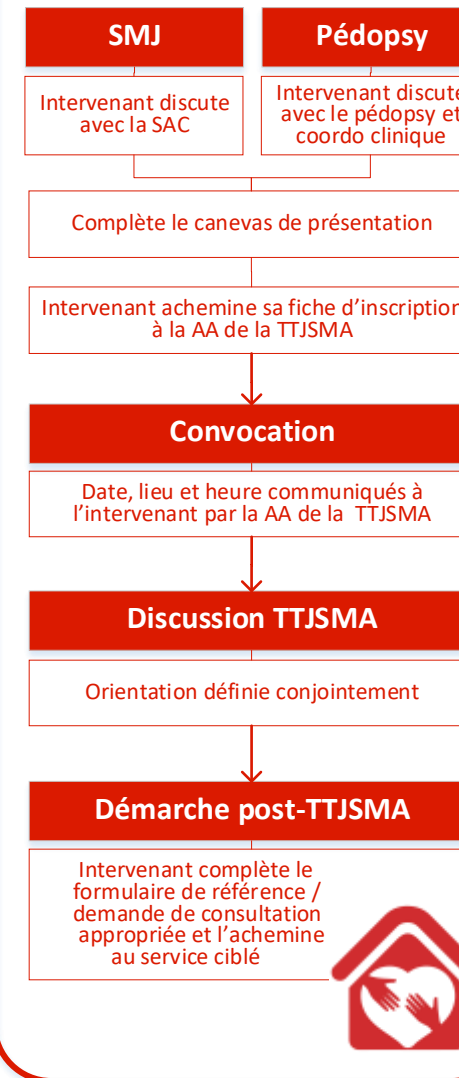 SMJ
Pédopsy
Intervenant discute
avec la SAC
Intervenant discute
avec le pédopsy et
coordo clinique
Complète le canevas de présentation
Intervenant achemine sa fiche d'inscription
à la AA de la TTJSMA
Convocation
Date, lieu et heure communiqués à
l'intervenant par la AA de la TTJSMA
Discussion TTJSMA
Orientation définie conjointement
Démarche post-TTJSMA
Intervenant complète le
formulaire de référence /
demande de consultation
appropriée et l'achemine
au service ciblé